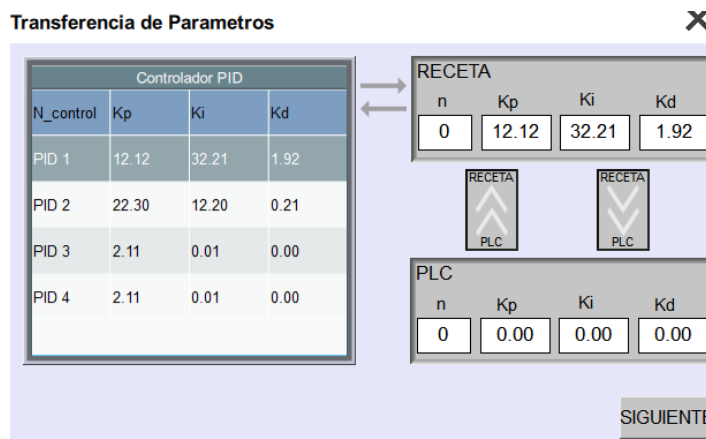 Transferencia de Parametros
Controlador PID
N_control Kp Ki Kd
PID 1 12.12 32.21 1.92
PID 2 22.30 12.20 0.21
PID 3 2.11 0.01 0.00
PID 4 2.11 0.01 0.00
RECETA
n Kp Ki Kd
0 12.12 32.21 1.92
RECETA RECETA
PLC PLC
PLC
n Kp Ki Kd
0 0.00 0.00 0.00
SIGUIENTE